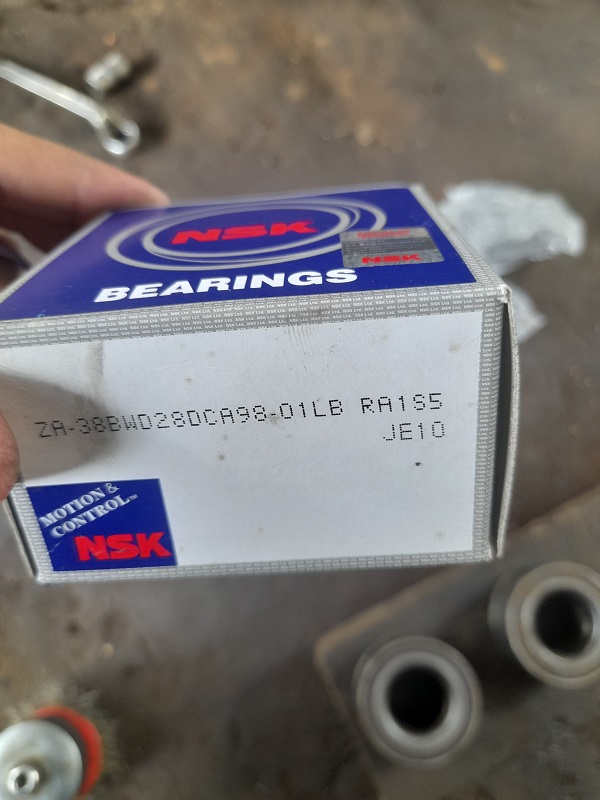 NSK
NSK
BEARINGS
ZA-38BWD28DCA98-01LB RA1S5
JE10
MOTION &
CONTROL™
NSK